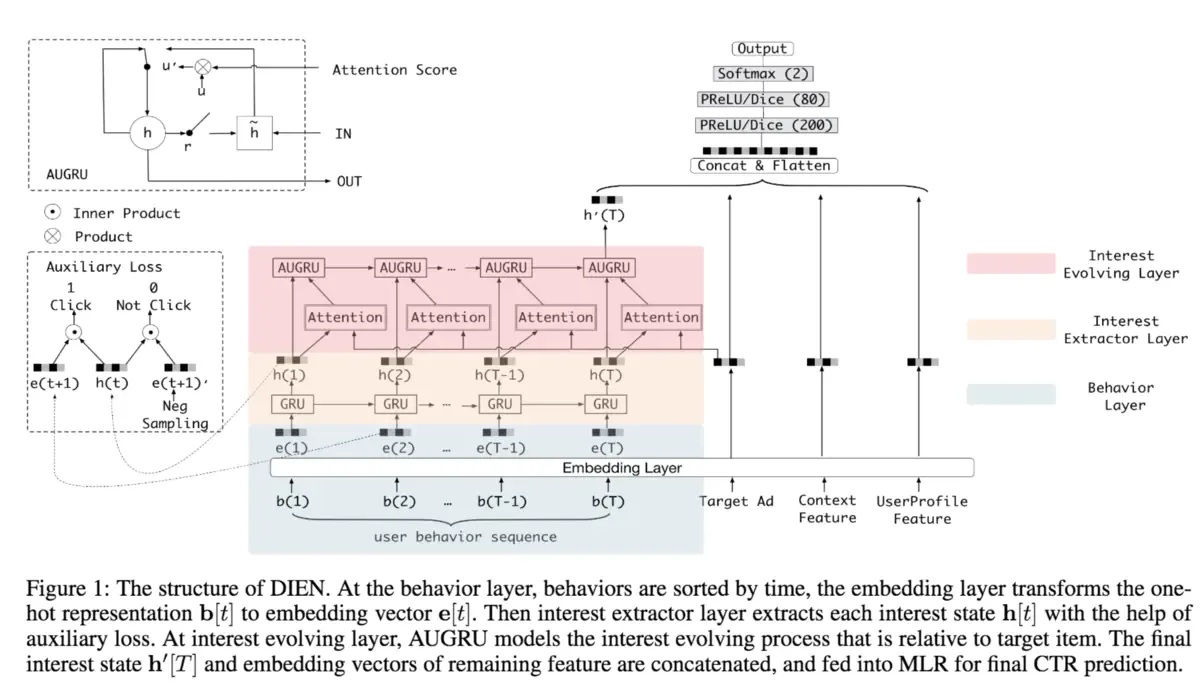 Output
Softmax (2)
PReLU/Dice (80)
PReLU/Dice (200)
Concat & Flatten
h′(T)
u′
u
Attention Score
h
r
h̃
IN
AUGRU
OUT
Inner Product
Product
Auxiliary Loss
1
0
Click
Not Click
e(t+1)
h(t)
e(t+1)′
Neg
Sampling
AUGRU
AUGRU
...
AUGRU
AUGRU
Attention
Attention
Attention
Attention
h(1)
h(2)
h(T-1)
h(T)
GRU
GRU
...
GRU
GRU
e(1)
e(2)
...
e(T-1)
e(T)
Embedding Layer
b(1)
b(2)
...
b(T-1)
b(T)
Target Ad
Context
Feature
UserProfile
Feature
user behavior sequence
Interest
Evolving Layer
Interest
Extractor Layer
Behavior
Layer
Figure 1: The structure of DIEN. At the behavior layer, behaviors are sorted by time, the embedding layer transforms the one-
hot representation b[t] to embedding vector e[t]. Then interest extractor layer extracts each interest state h[t] with the help of
auxiliary loss. At interest evolving layer, AUGRU models the interest evolving process that is relative to target item. The final
interest state h′[T] and embedding vectors of remaining feature are concatenated, and fed into MLR for final CTR prediction.